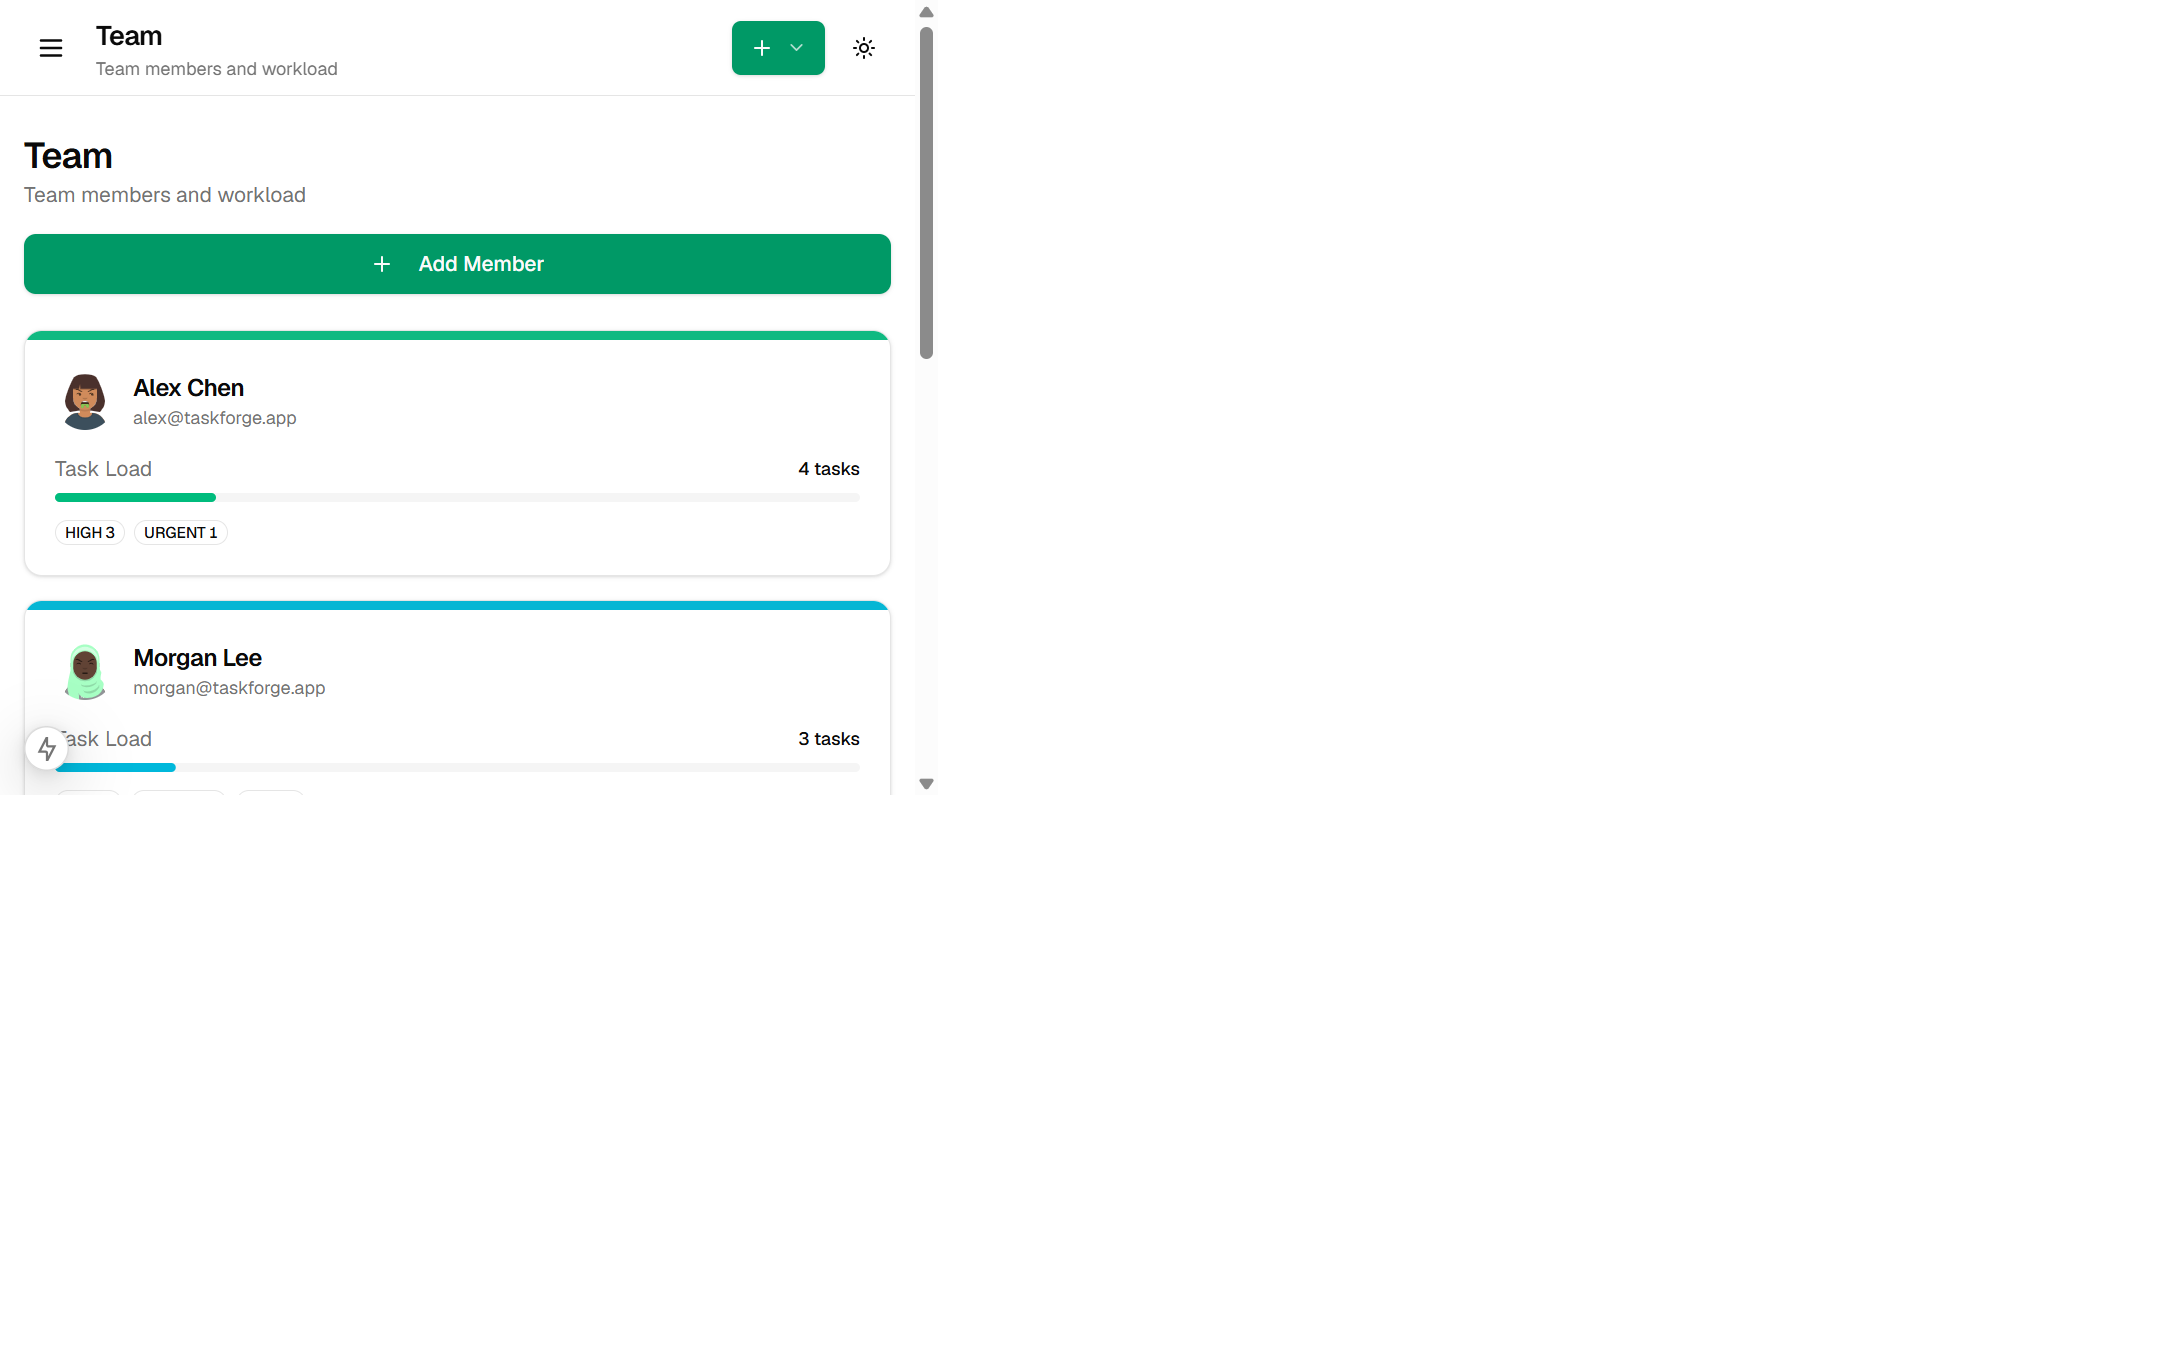 Team
Team members and workload
Team
Team members and workload
Add Member
Alex Chen
alex@taskforge.app
Task Load
4 tasks
HIGH 3
URGENT 1
Morgan Lee
morgan@taskforge.app
Task Load
3 tasks